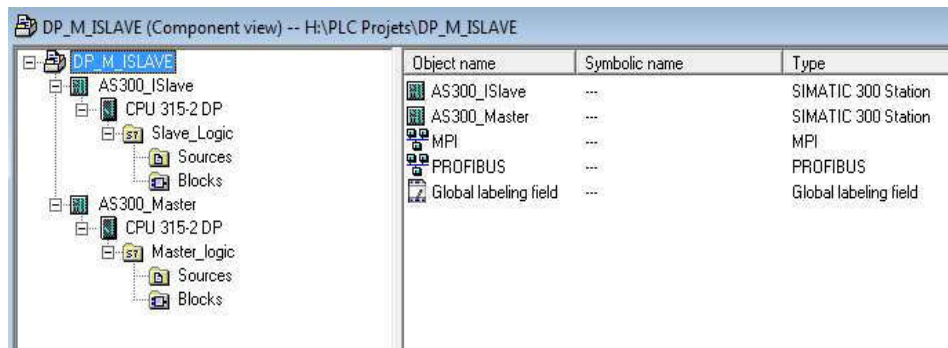 DP_M_ISLAVE (Component view) -- H:\PLC Projets\DP_M_ISLAVE
DP_M_ISLAVE
AS300_ISlave
CPU 315-2 DP
Slave_Logic
Sources
Blocks
AS300_Master
CPU 315-2 DP
Master_logic
Sources
Blocks
Object name Symbolic name Type
AS300_ISlave --- SIMATIC 300 Station
AS300_Master --- SIMATIC 300 Station
MPI --- MPI
PROFIBUS --- PROFIBUS
Global labeling field --- Global labeling field